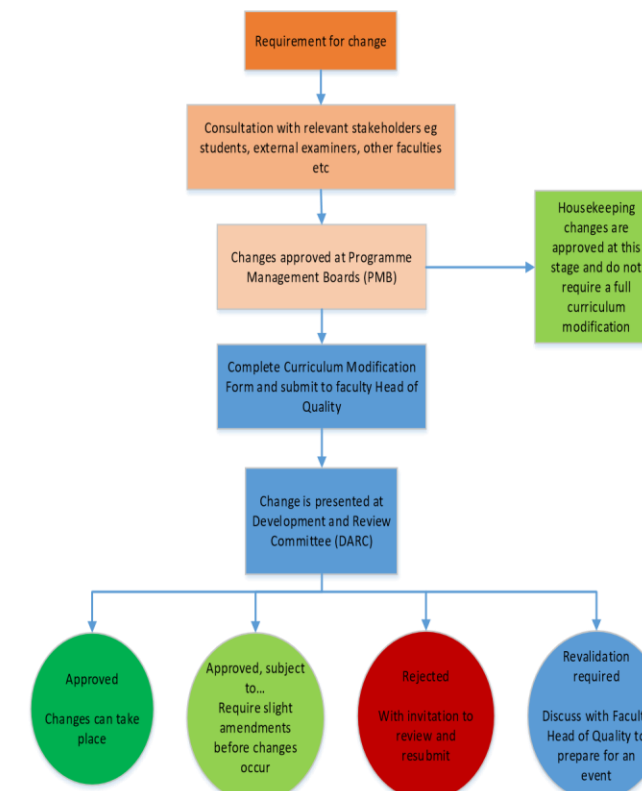 Requirement for change
Consultation with relevant stakeholders eg
students, external examiners, other faculties
etc
Changes approved at Programme
Management Boards (PMB)
Housekeeping
changes are
approved at this
stage and do not
require a full
curriculum
modification
Complete Curriculum Modification
Form and submit to faculty Head of
Quality
Change is presented at
Development and Review
Committee (DARC)
Approved
Changes can take
place
Approved, subject
to...
Require slight
amendments
before changes
occur
Rejected
With invitation to
review and
resubmit
Revalidation
required
Discuss with Faculty
Head of Quality to
prepare for an
event